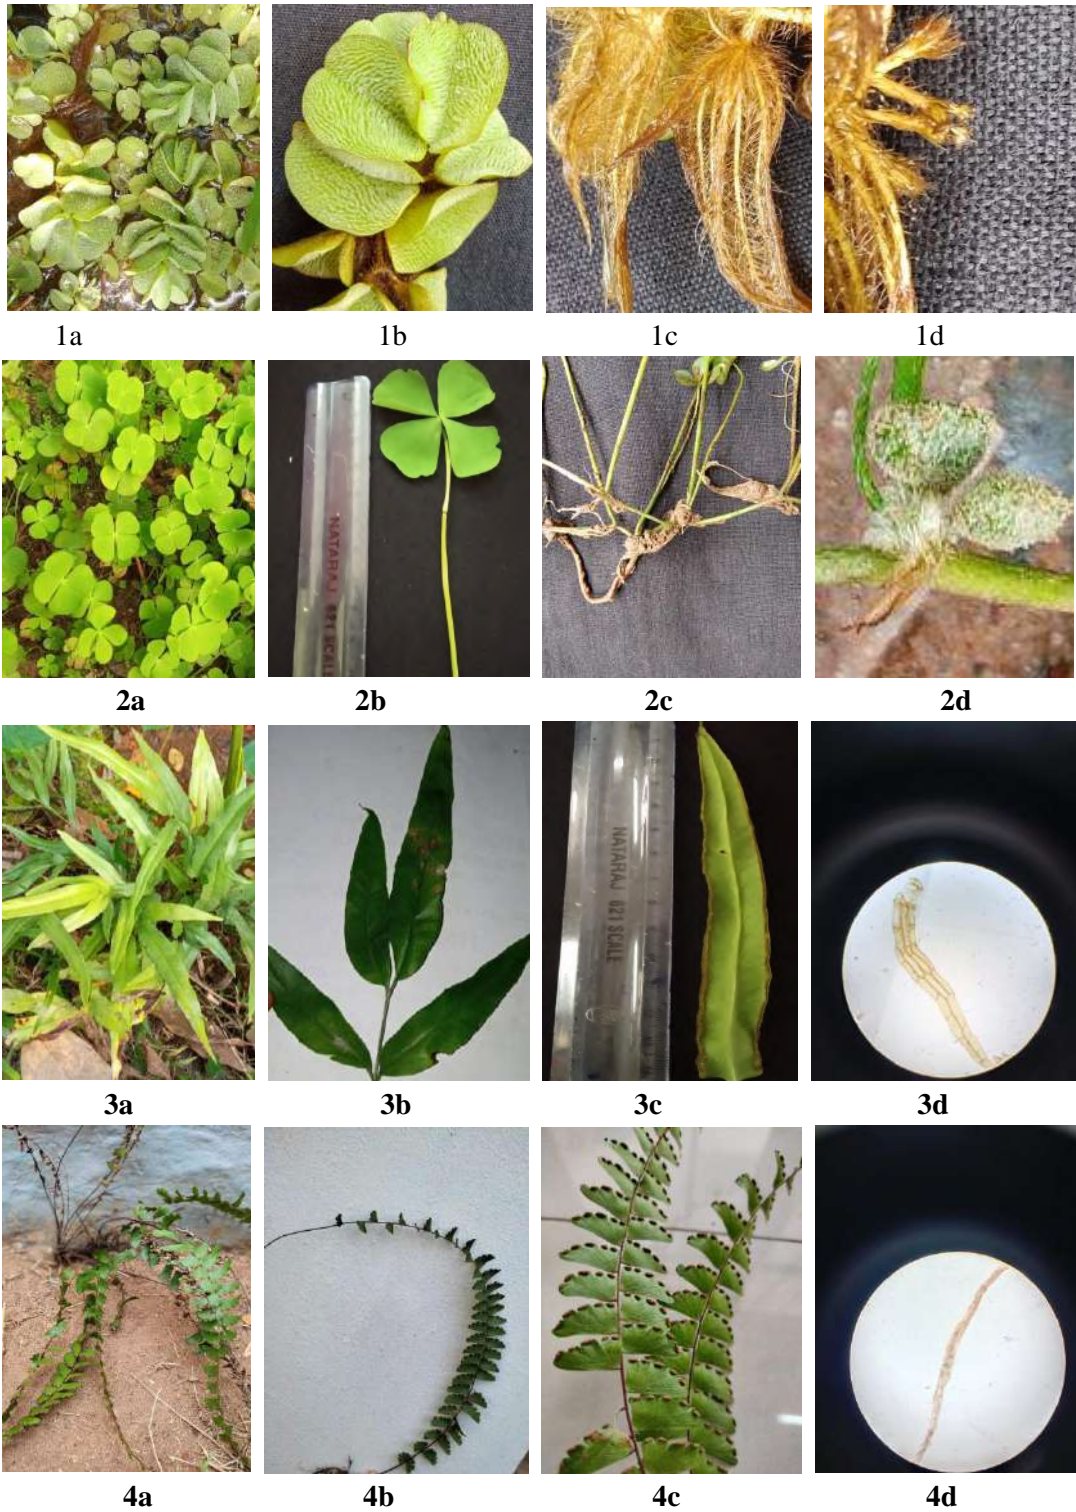 1a 1b 1c 1d
NATARAJ 621 SCALE
2a 2b 2c 2d
NATARAJ 621 SCALE
3a 3b 3c 3d
4a 4b 4c 4d